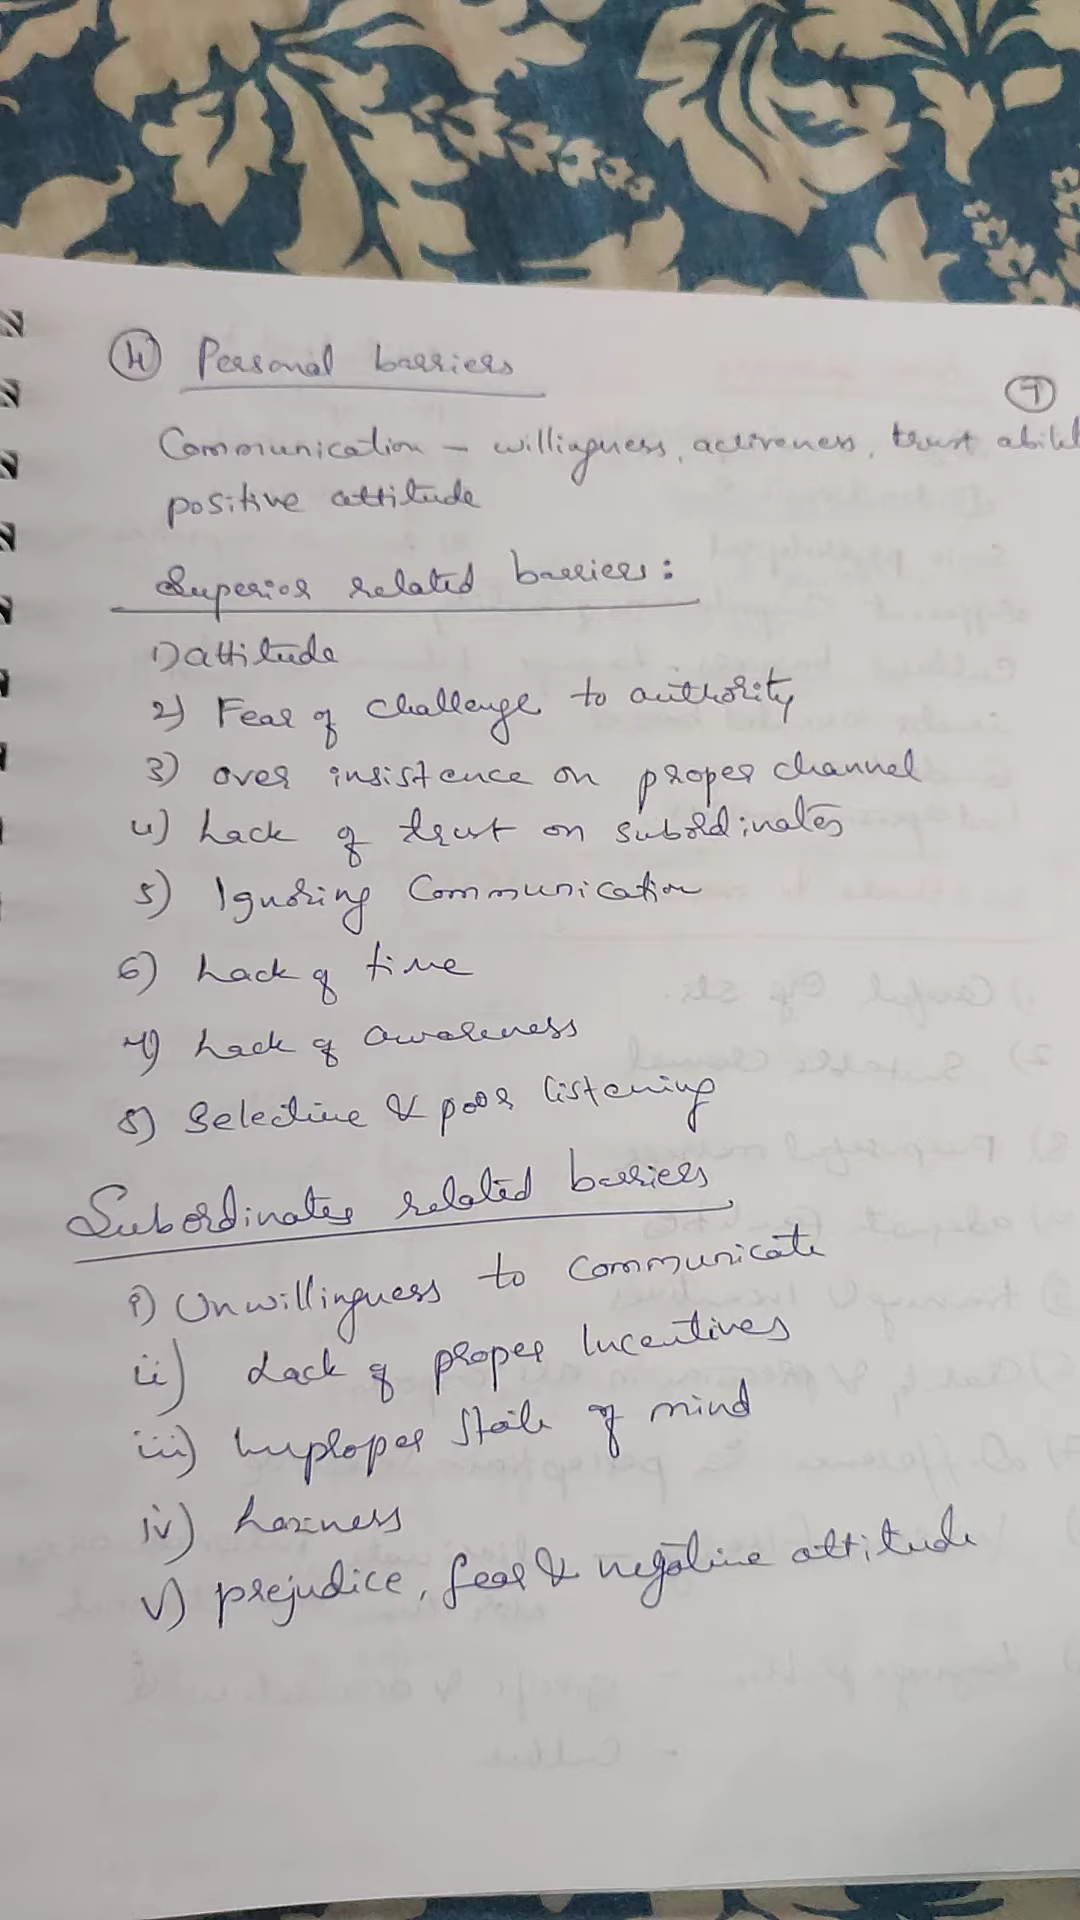 4 Personal barriers
7
Communication - willingness, activeness, trust abilit
positive attitude
Superior related barriers:
1) attitude
2) Fear of challenge to authority
3) over insistence on proper channel
4) Lack of trust on subordinates
5) Ignoring Communication
6) Lack of time
7) Lack of awareness
8) Selective & poor listening
Subordinates related barriers
i) Unwillingness to communicate
ii) Lack of proper Incentives
iii) Improper State of mind
iv) Laziness
v) prejudice, fear & negative attitude